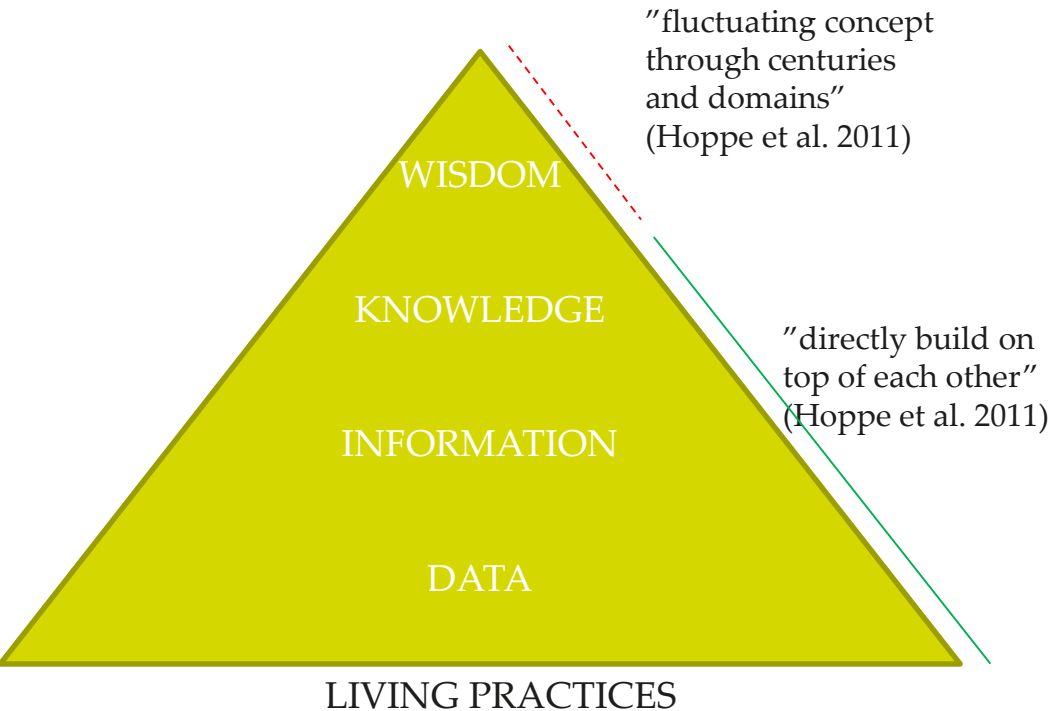 ”fluctuating concept
through centuries
and domains”
(Hoppe et al. 2011)
WISDOM
KNOWLEDGE
”directly build on
top of each other”
(Hoppe et al. 2011)
INFORMATION
DATA
LIVING PRACTICES